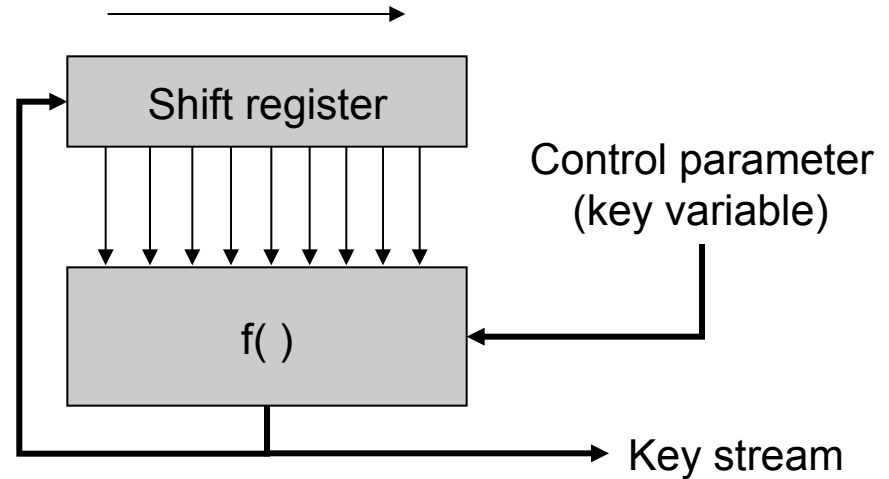 Shift register
Control parameter
(key variable)
f( )
Key stream